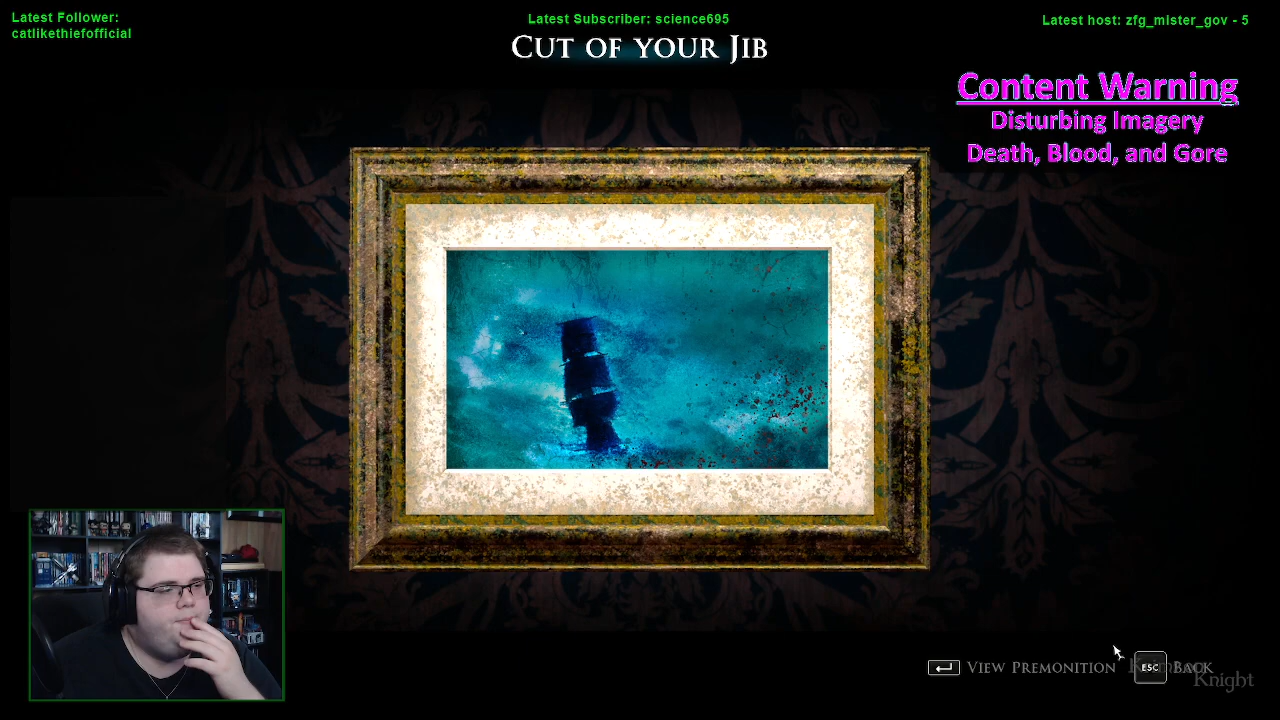 Latest Follower:
catlikethiefofficial
Latest Subscriber: science695
Latest host: zfg_mister_gov - 5
CUT OF YOUR JIB
Content Warning
Disturbing Imagery
Death, Blood, and Gore
VIEW PREMONITION
ESC BACK
Knight